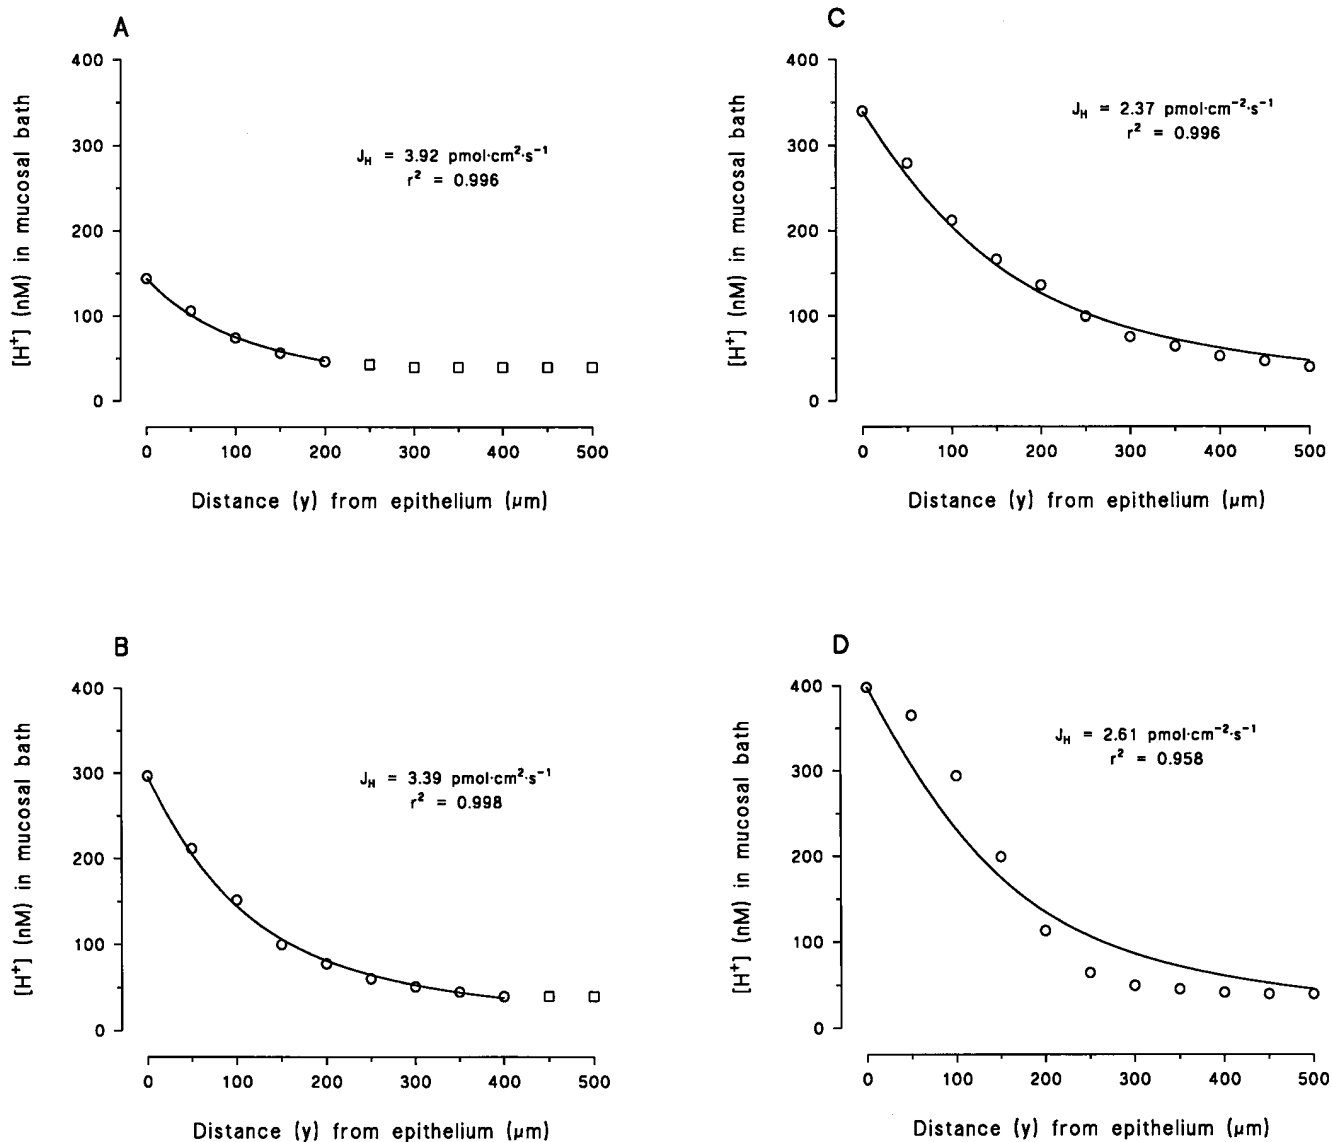 A
400
300
200
100
0
[H+] (nM) in mucosal bath
J_H = 3.92 pmol·cm²·s⁻¹
r² = 0.996
0 100 200 300 400 500
Distance (y) from epithelium (μm)
C
400
300
200
100
0
[H+] (nM) in mucosal bath
J_H = 2.37 pmol·cm⁻²·s⁻¹
r² = 0.996
0 100 200 300 400 500
Distance (y) from epithelium (μm)
B
400
300
200
100
0
[H+] (nM) in mucosal bath
J_H = 3.39 pmol·cm²·s⁻¹
r² = 0.998
0 100 200 300 400 500
Distance (y) from epithelium (μm)
D
400
300
200
100
0
[H+] (nM) in mucosal bath
J_H = 2.61 pmol·cm⁻²·s⁻¹
r² = 0.958
0 100 200 300 400 500
Distance (y) from epithelium (μm)